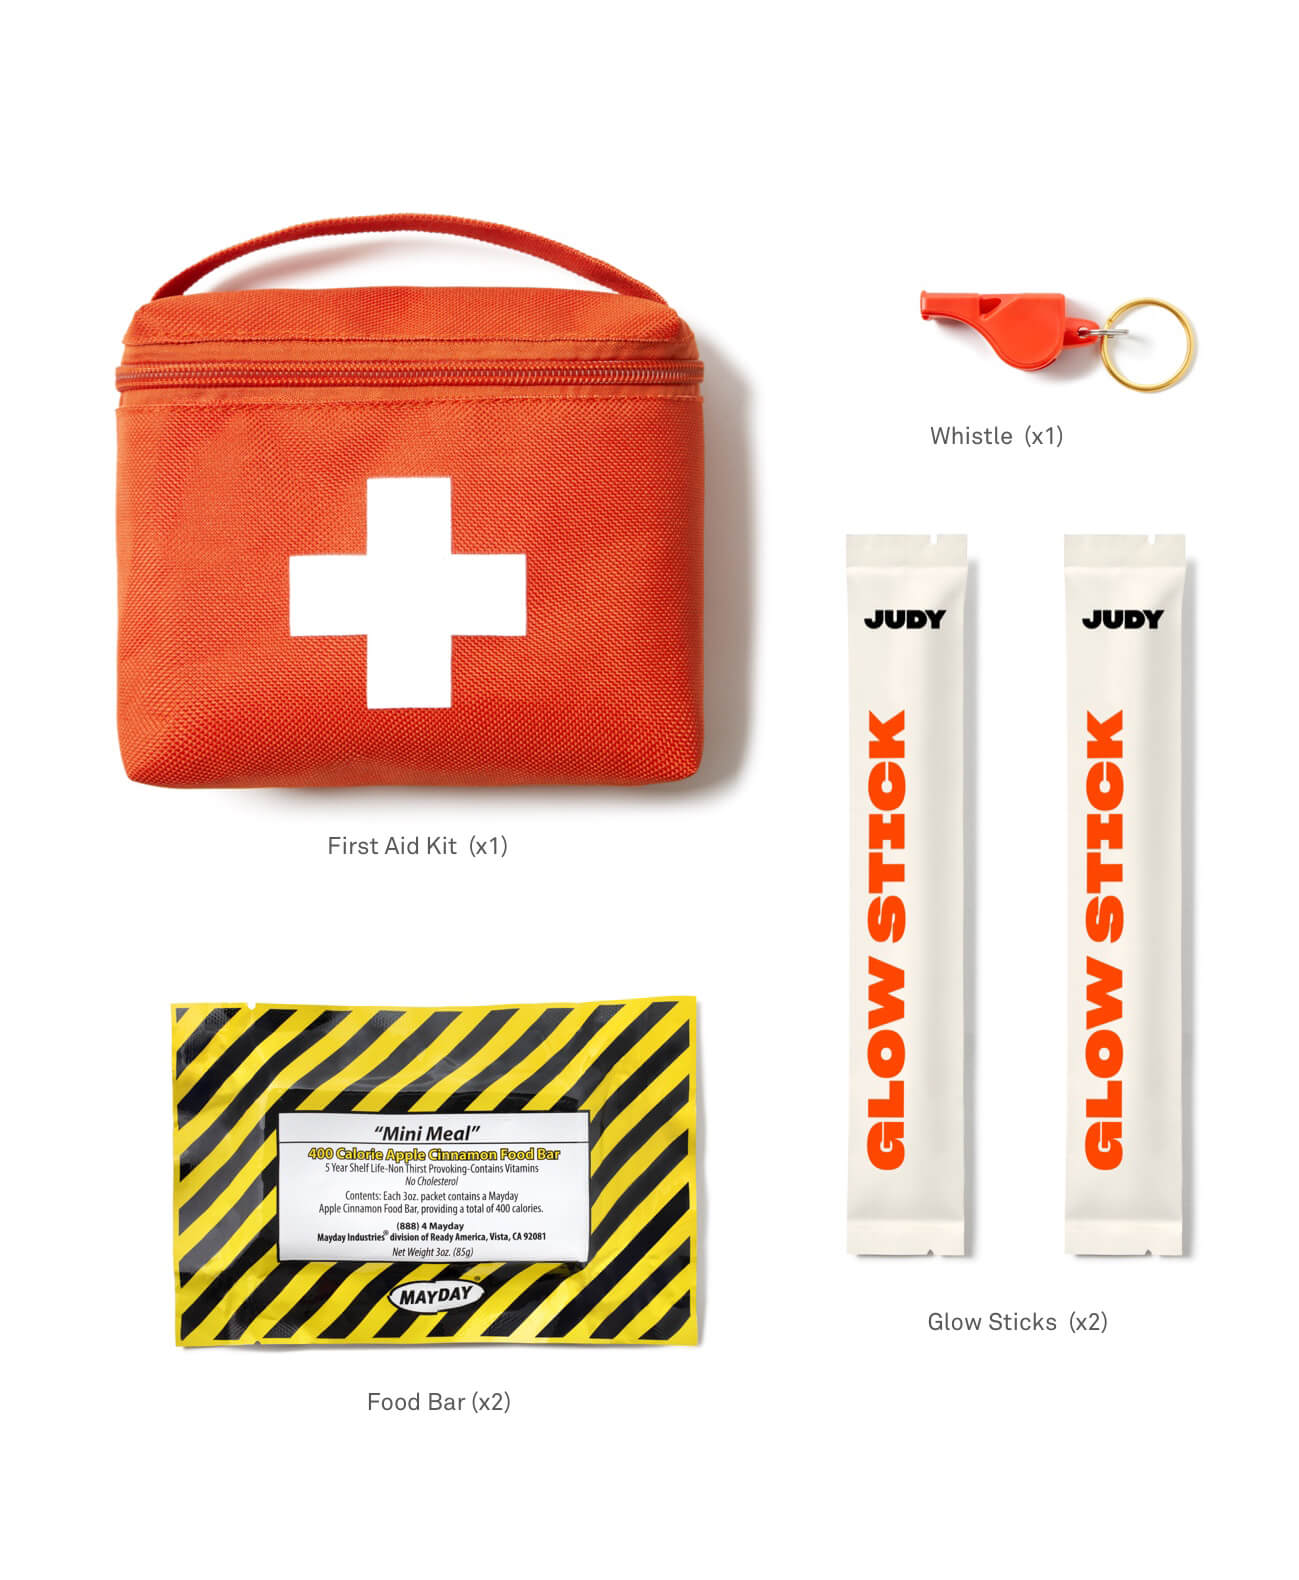 Whistle (x1)
First Aid Kit (x1)
JUDY
GLOW STICK
JUDY
GLOW STICK
Glow Sticks (x2)
"Mini Meal"
400 Calorie Apple Cinnamon Food Bar
5 Year Shelf Life-Non Thirst Provoking-Contains Vitamins
No Cholesterol
Contents: Each 3oz. packet contains a Mayday
Apple Cinnamon Food Bar, providing a total of 400 calories.
(888) 4 Mayday
Mayday Industries® division of Ready America, Vista, CA 92081
Net Weight 3oz. (85g)
MAYDAY®
Food Bar (x2)